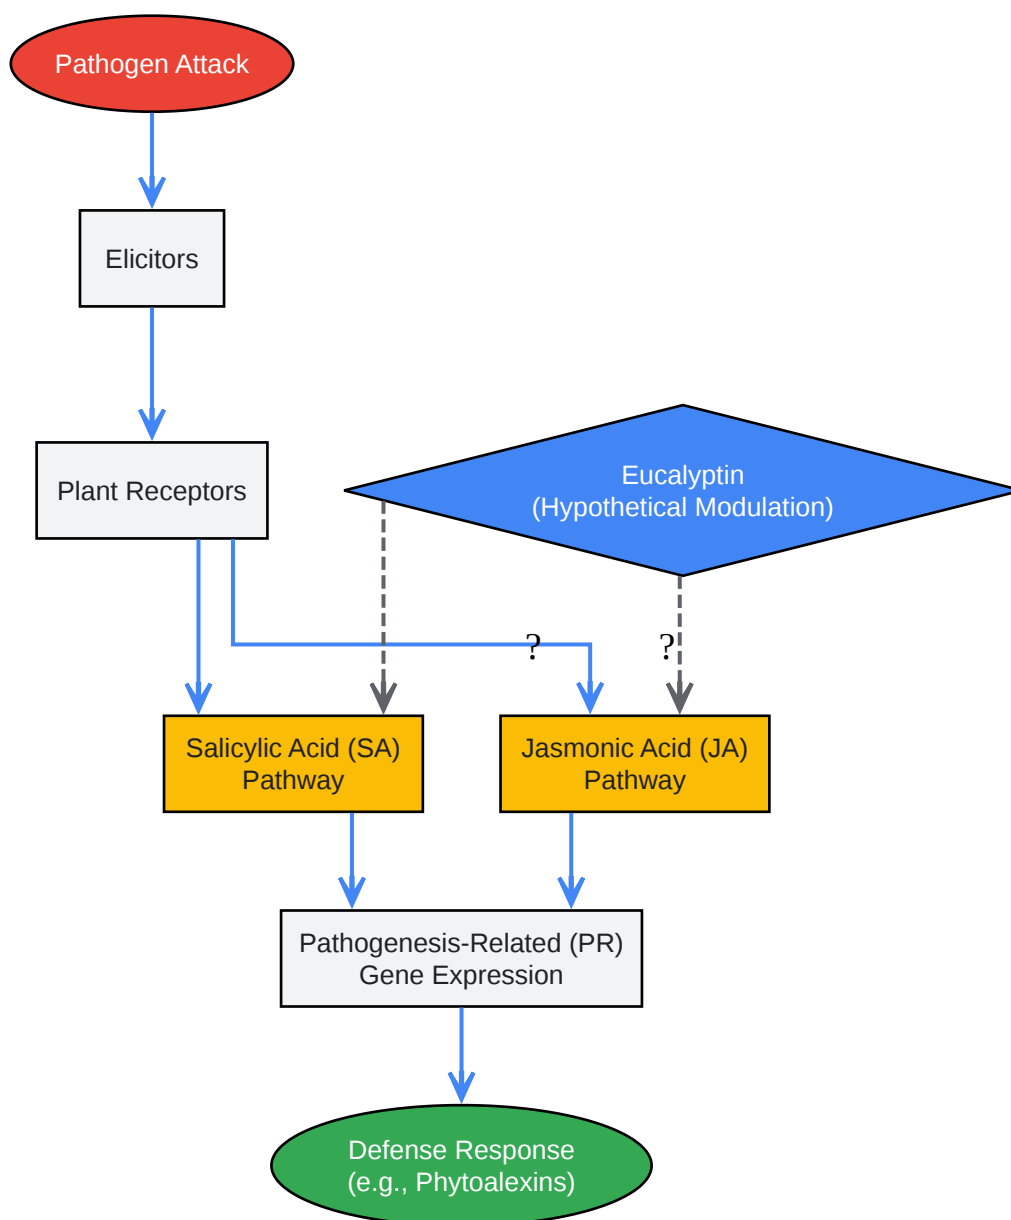 Pathogen Attack
Elicitors
Plant Receptors
Eucalyptin
(Hypothetical Modulation)
?
?
Salicylic Acid (SA)
Pathway
Jasmonic Acid (JA)
Pathway
Pathogenesis-Related (PR)
Gene Expression
Defense Response
(e.g., Phytoalexins)